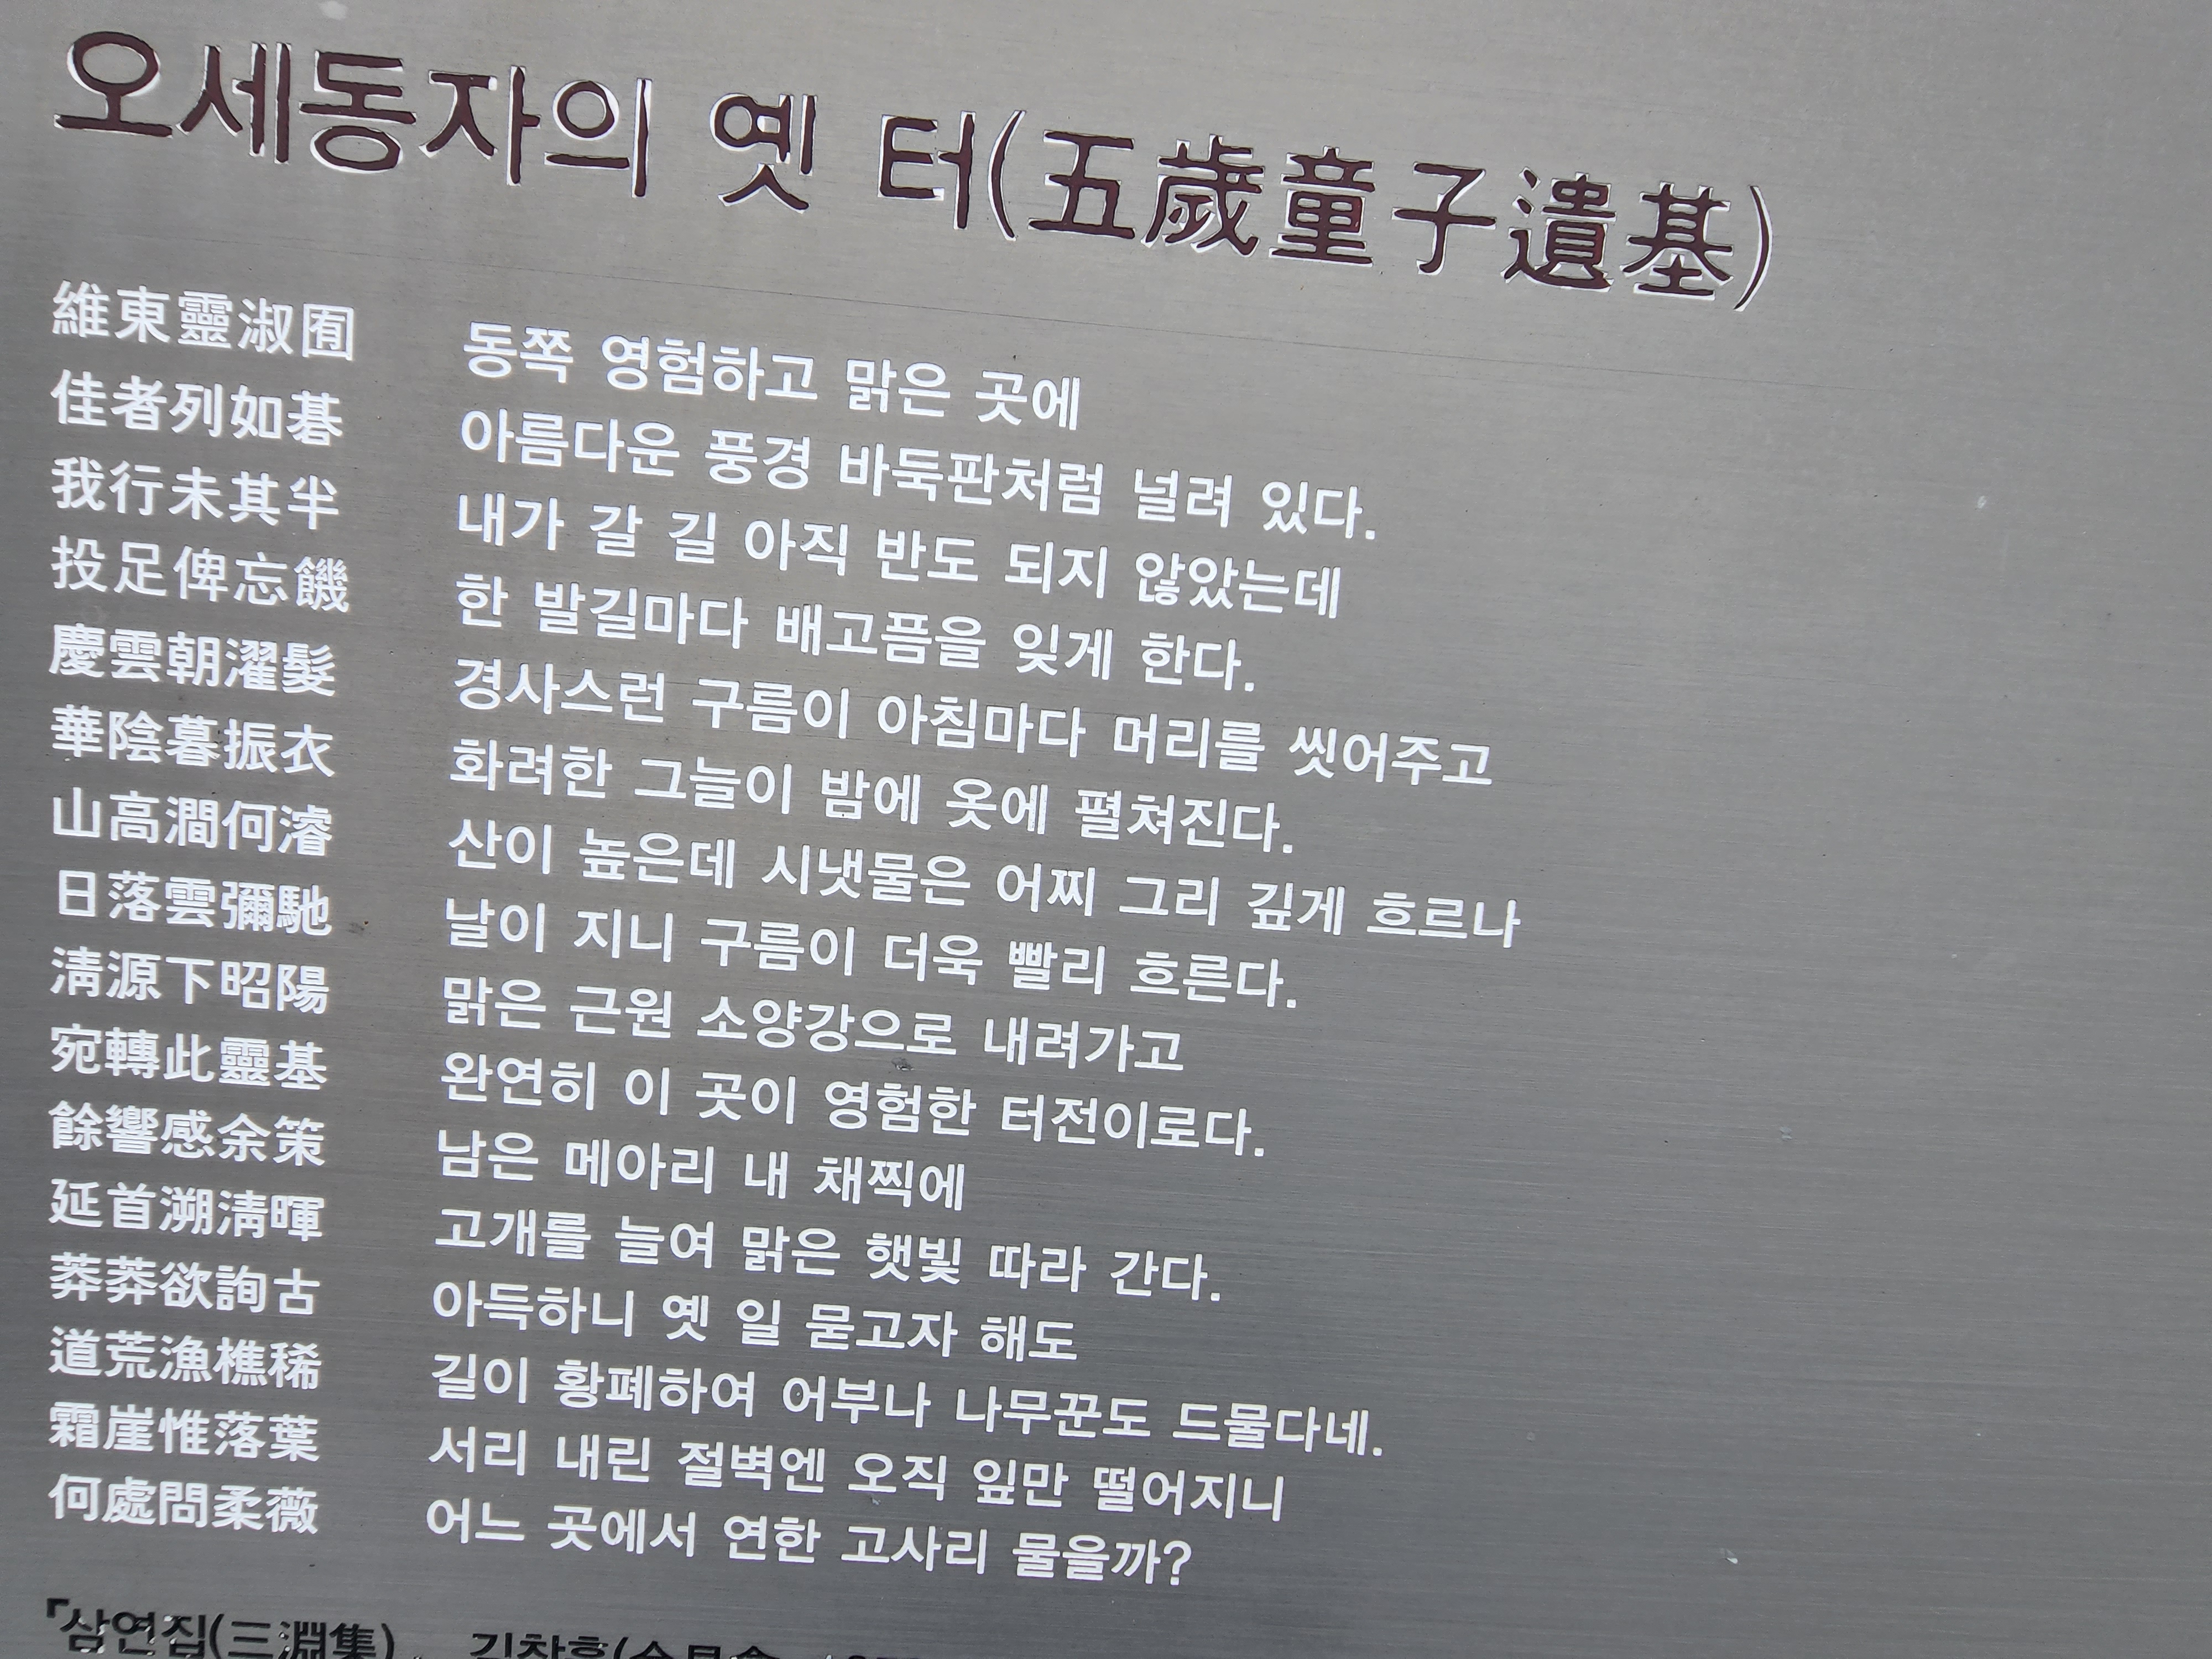 오세동자의 옛 터(五歲童子遺基)
維東靈淑囿 동쪽 영험하고 맑은 곳에
佳者列如碁 아름다운 풍경 바둑판처럼 널려 있다.
我行未其半 내가 갈 길 아직 반도 되지 않았는데
投足俾忘饑 한 발길마다 배고픔을 잊게 한다.
慶雲朝濯髮 경사스런 구름이 아침마다 머리를 씻어주고
華陰暮振衣 화려한 그늘이 밤에 옷에 펼쳐진다.
山高澗何濬 산이 높은데 시냇물은 어찌 그리 깊게 흐르나
日落雲彌馳 날이 지니 구름이 더욱 빨리 흐른다.
淸源下昭陽 맑은 근원 소양강으로 내려가고
宛轉此靈基 완연히 이 곳이 영험한 터전이로다.
餘響感余策 남은 메아리 내 채찍에
延首溯淸暉 고개를 늘여 맑은 햇빛 따라 간다.
莽莽欲詢古 아득하니 옛 일 묻고자 해도
道荒漁樵稀 길이 황폐하여 어부나 나무꾼도 드물다네.
霜崖惟落葉 서리 내린 절벽엔 오직 잎만 떨어지니
何處問柔薇 어느 곳에서 연한 고사리 물을까?
『삼연집(三淵集)』, 김창흡